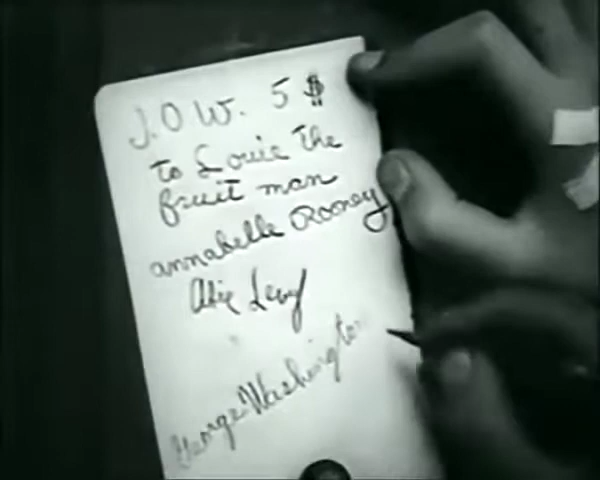 J.O.W. 5 $
to Louie the
fruit man
annabelle Rooney
Abie Levy
George Washington